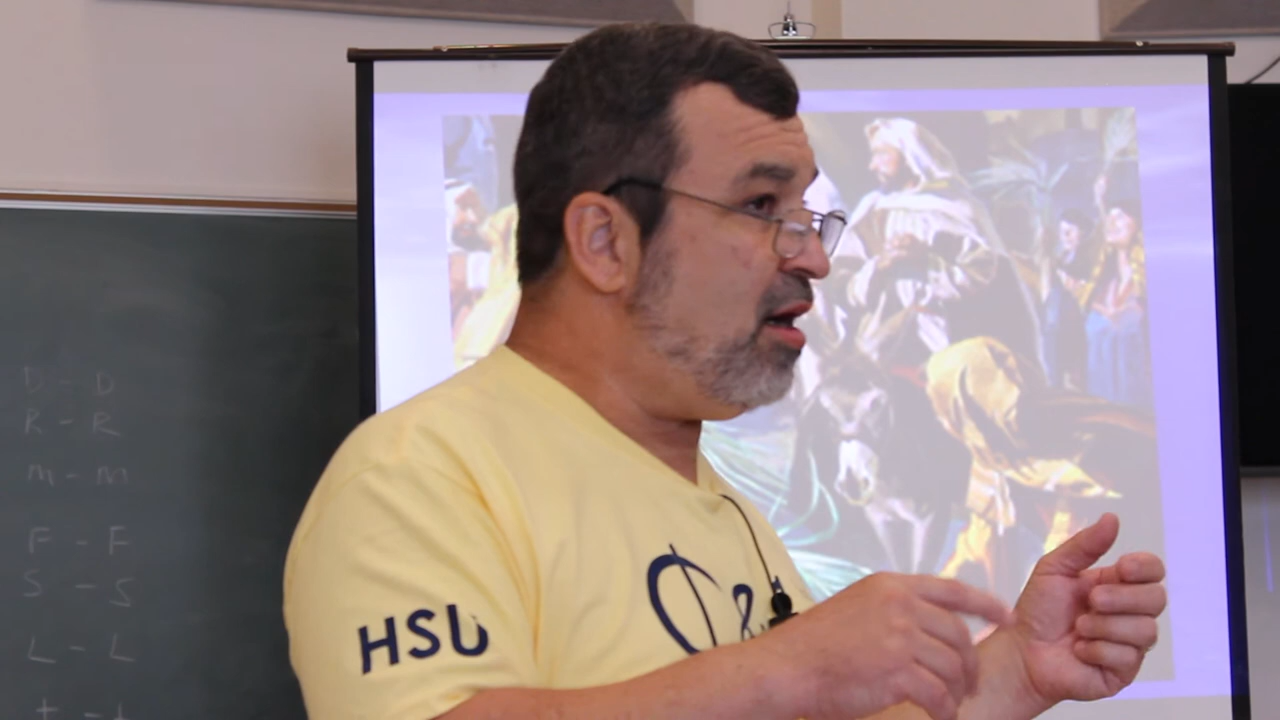 D - D
R - R
m - m
F - F
S - S
L - L
t - t
HSU
&